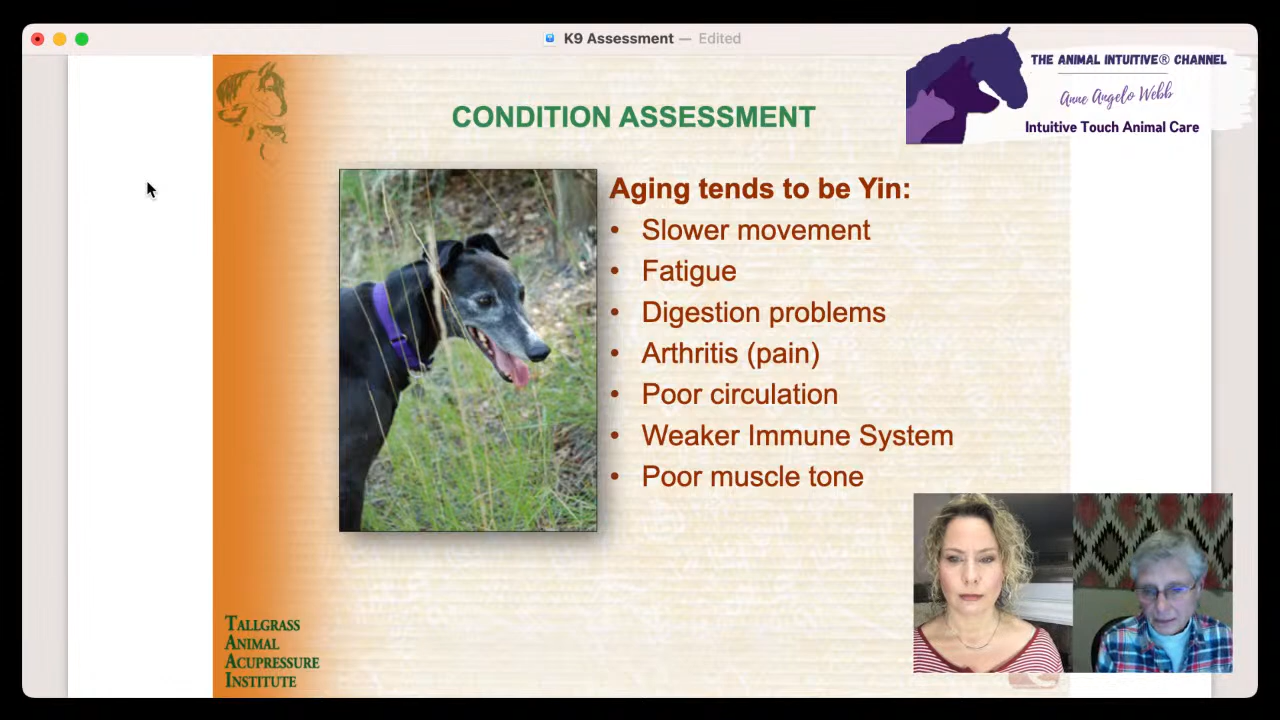 K9 Assessment — Edited
THE ANIMAL INTUITIVE® CHANNEL
Anne Angelo Webb
Intuitive Touch Animal Care
CONDITION ASSESSMENT
Aging tends to be Yin:
• Slower movement
• Fatigue
• Digestion problems
• Arthritis (pain)
• Poor circulation
• Weaker Immune System
• Poor muscle tone
TALLGRASS
ANIMAL
ACUPRESSURE
INSTITUTE